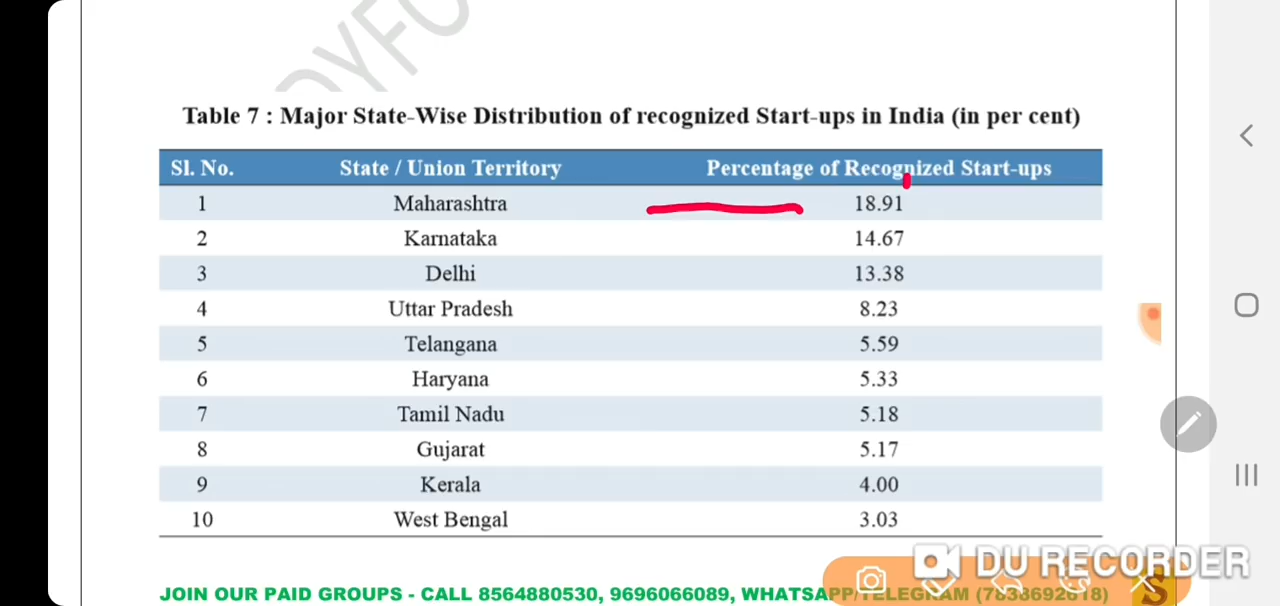 Table 7 : Major State-Wise Distribution of recognized Start-ups in India (in per cent)
Sl. No. State / Union Territory Percentage of Recognized Start-ups
1 Maharashtra 18.91
2 Karnataka 14.67
3 Delhi 13.38
4 Uttar Pradesh 8.23
5 Telangana 5.59
6 Haryana 5.33
7 Tamil Nadu 5.18
8 Gujarat 5.17
9 Kerala 4.00
10 West Bengal 3.03
DU RECORDER
JOIN OUR PAID GROUPS - CALL 8564880530, 9696066089, WHATSAPP/TELEGRAM (7838692618)